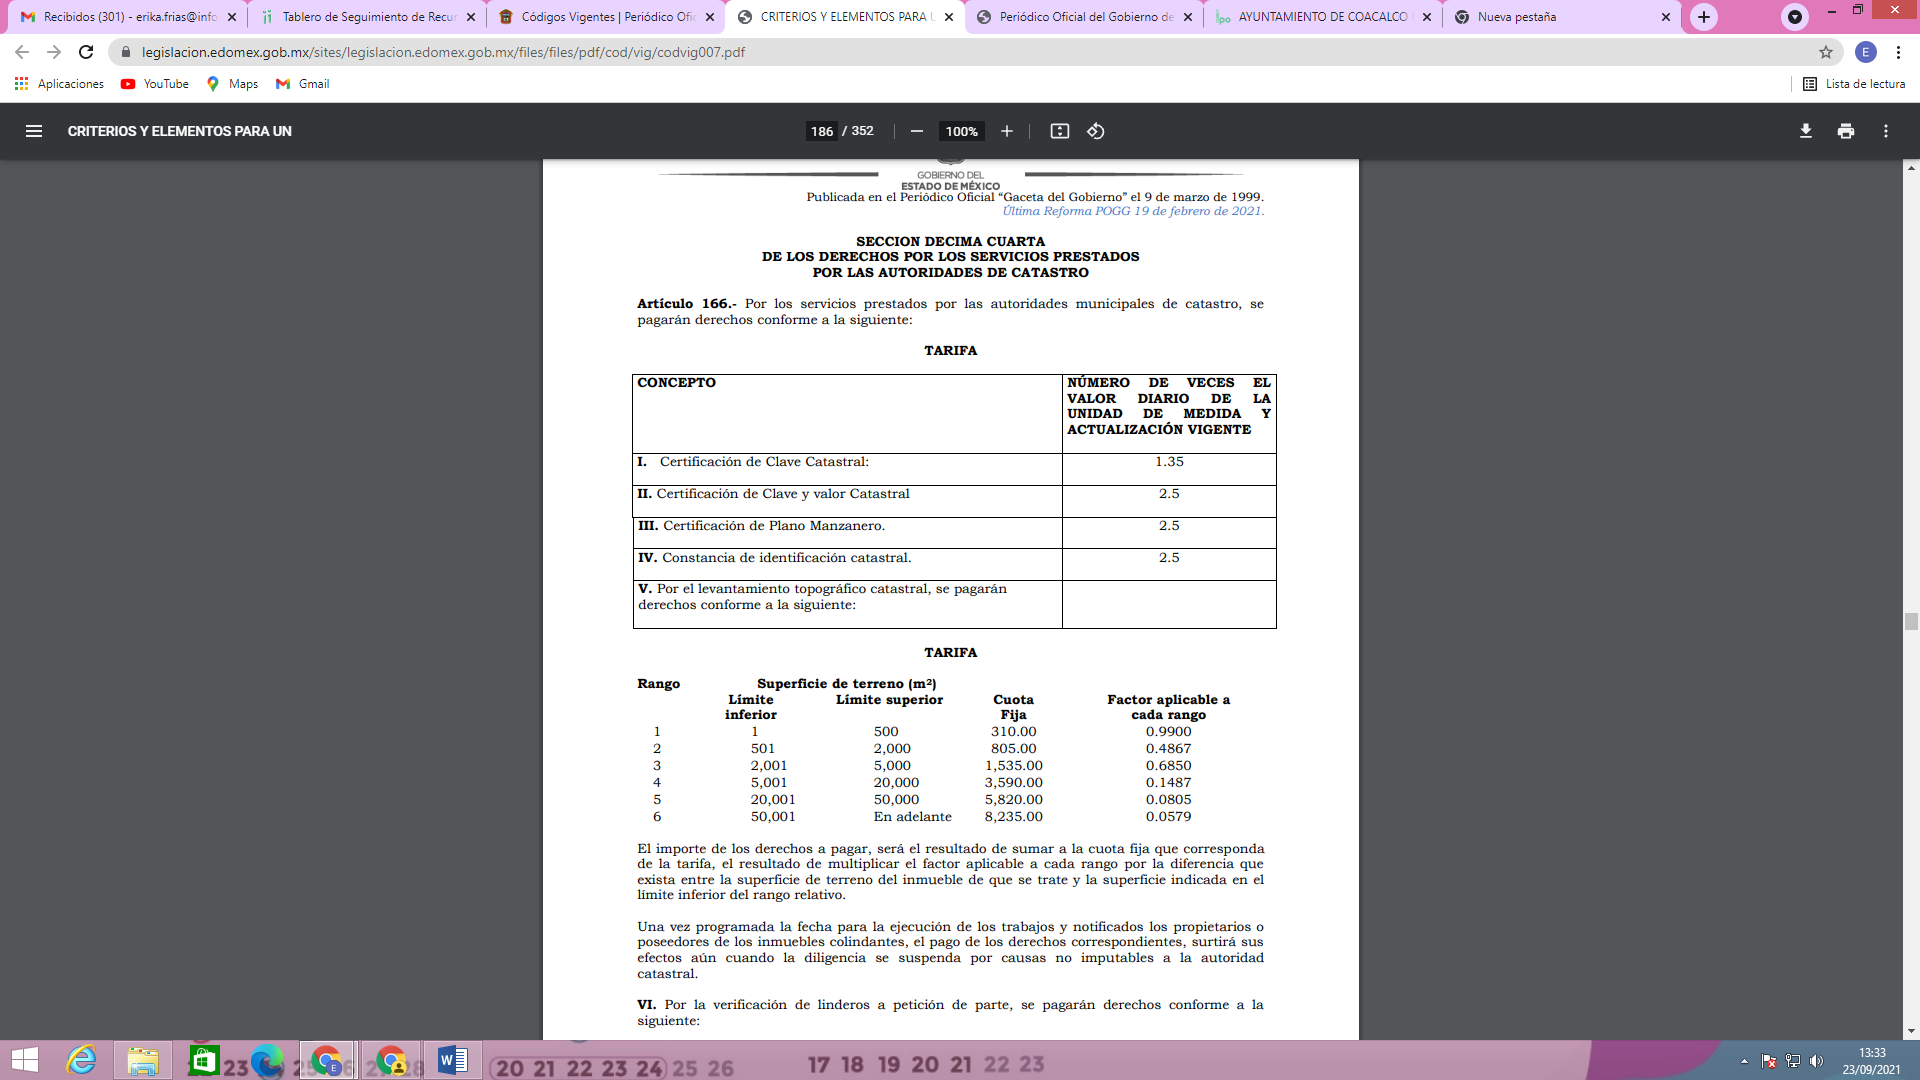 Recibidos (301) - erika.frias@info
Tablero de Seguimiento de Recur
Códigos Vigentes | Periódico Ofic
CRITERIOS Y ELEMENTOS PARA U
Periódico Oficial del Gobierno de
ipo AYUNTAMIENTO DE COACALCO
Nueva pestaña
legislacion.edomex.gob.mx/sites/legislacion.edomex.gob.mx/files/files/pdf/cod/vig/codvig007.pdf
E
Aplicaciones YouTube Maps Gmail Lista de lectura
CRITERIOS Y ELEMENTOS PARA UN 186 / 352 100%
GOBIERNO DEL
ESTADO DE MÉXICO
Publicada en el Periódico Oficial “Gaceta del Gobierno” el 9 de marzo de 1999.
Última Reforma POGG 19 de febrero de 2021.
SECCION DECIMA CUARTA
DE LOS DERECHOS POR LOS SERVICIOS PRESTADOS
POR LAS AUTORIDADES DE CATASTRO
Artículo 166.- Por los servicios prestados por las autoridades municipales de catastro, se
pagarán derechos conforme a la siguiente:
TARIFA
CONCEPTO
NÚMERO DE VECES EL
VALOR DIARIO DE LA
UNIDAD DE MEDIDA Y
ACTUALIZACIÓN VIGENTE
I. Certificación de Clave Catastral: 1.35
II. Certificación de Clave y valor Catastral 2.5
III. Certificación de Plano Manzanero. 2.5
IV. Constancia de identificación catastral. 2.5
V. Por el levantamiento topográfico catastral, se pagarán
derechos conforme a la siguiente:
TARIFA
Rango Superficie de terreno (m²)
Límite Límite superior Cuota Factor aplicable a
inferior Fija cada rango
1 1 500 310.00 0.9900
2 501 2,000 805.00 0.4867
3 2,001 5,000 1,535.00 0.6850
4 5,001 20,000 3,590.00 0.1487
5 20,001 50,000 5,820.00 0.0805
6 50,001 En adelante 8,235.00 0.0579
El importe de los derechos a pagar, será el resultado de sumar a la cuota fija que corresponda
de la tarifa, el resultado de multiplicar el factor aplicable a cada rango por la diferencia que
exista entre la superficie de terreno del inmueble de que se trate y la superficie indicada en el
límite inferior del rango relativo.
Una vez programada la fecha para la ejecución de los trabajos y notificados los propietarios o
poseedores de los inmuebles colindantes, el pago de los derechos correspondientes, surtirá sus
efectos aún cuando la diligencia se suspenda por causas no imputables a la autoridad
catastral.
VI. Por la verificación de linderos a petición de parte, se pagarán derechos conforme a la
siguiente:
23
20 21 22 23 24 25 26
17 18 19 20 21 22 23
13:33
23/09/2021